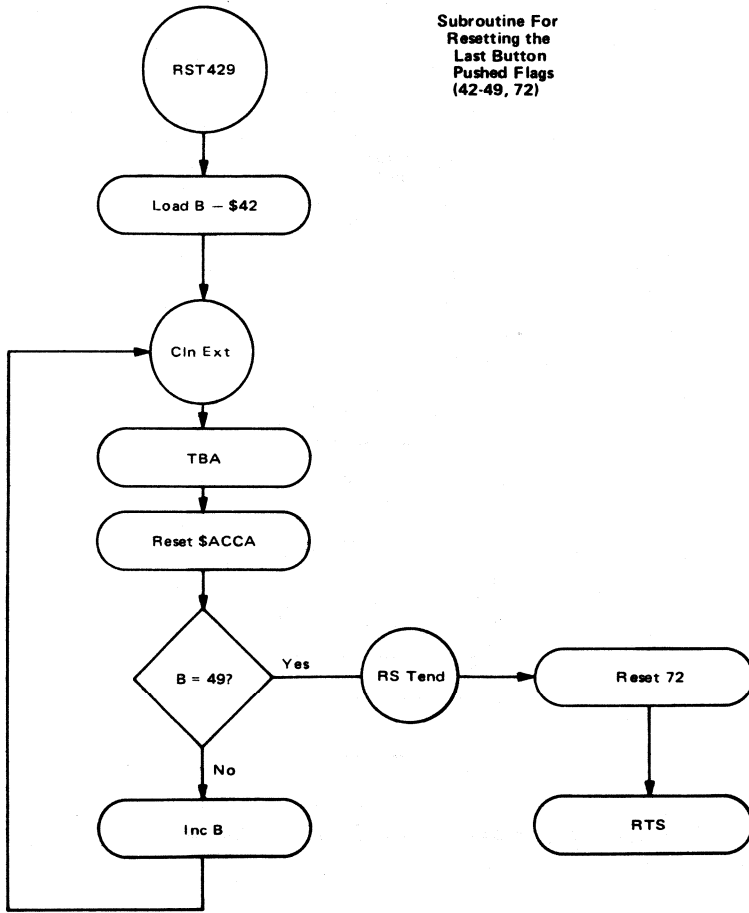 Subroutine For
Resetting the
Last Button
Pushed Flags
(42-49, 72)
RST429
Load B — $42
Cln Ext
TBA
Reset $ACCA
B = 49?
Yes
RS Tend
Reset 72
No
Inc B
RTS